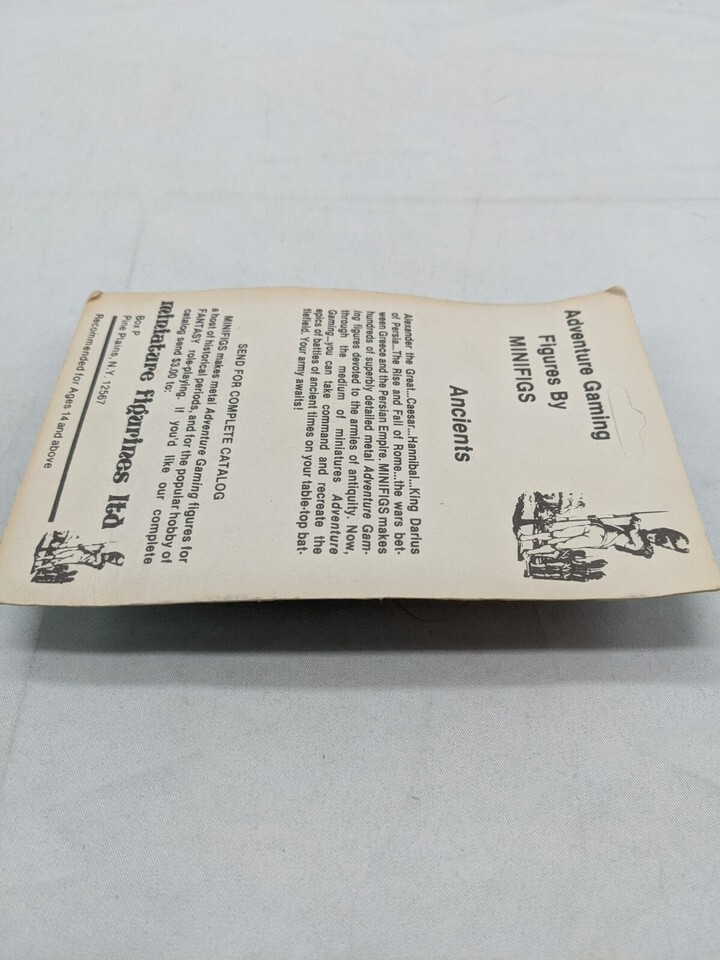 Adventure Gaming
Figures By
MINIFIGS
Ancients
Alexander the Great...Caesar...Hannibal...King Darius
of Persia...The Rise and Fall of Rome...the wars bet-
ween Greece and the Persian Empire. MINIFIGS makes
hundreds of superbly detailed metal Adventure Gam-
ing figures devoted to the armies of antiquity. Now,
through the medium of miniatures Adventure
Gaming...you can take command and recreate the
epics of battles of ancient times on your table-top bat-
tlefield. Your army awaits!
SEND FOR COMPLETE CATALOG
MINIFIGS makes metal Adventure Gaming figures for
a host of historical periods, and for the popular hobby of
FANTASY role-playing. If you'd like our complete
catalog send $3.00 to:
miniature figurines ltd
Box P
Pine Plains, N.Y. 12567
Recommended for Ages 14 and above